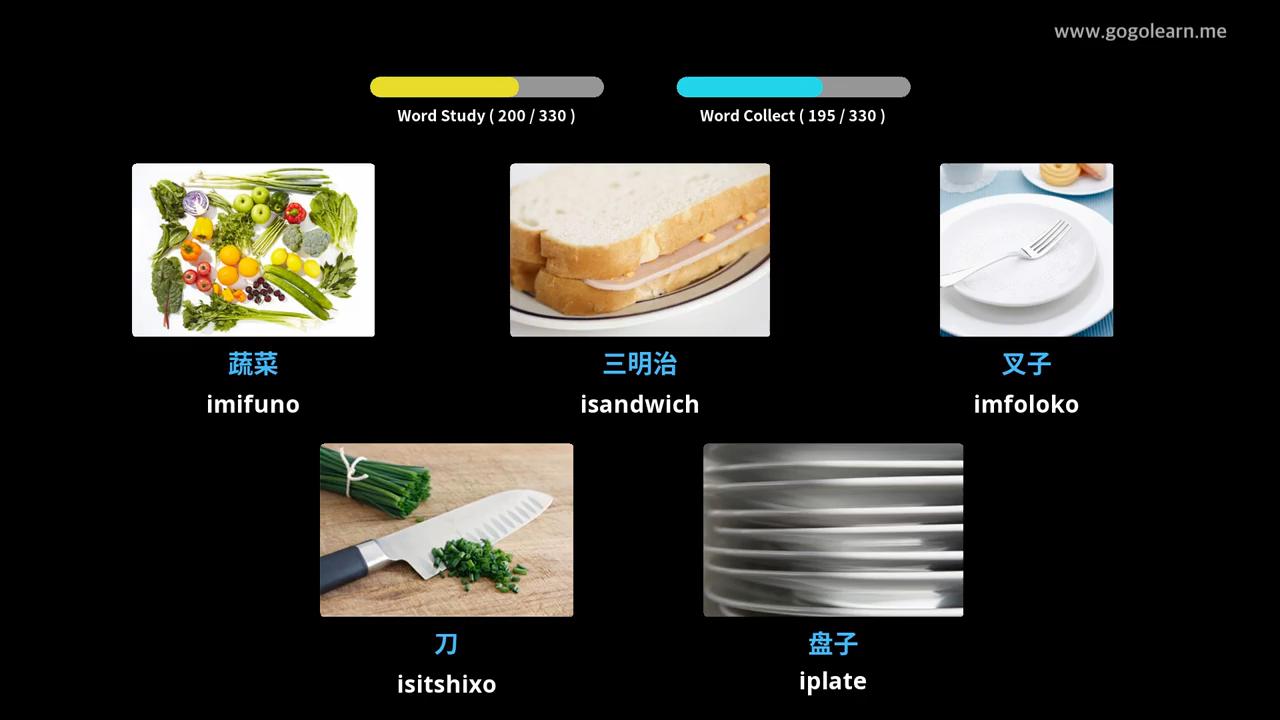 www.gogolearn.me
Word Study ( 200 / 330 )
Word Collect ( 195 / 330 )
蔬菜
imifuno
三明治
isandwich
叉子
imfoloko
刀
isitshixo
盘子
iplate